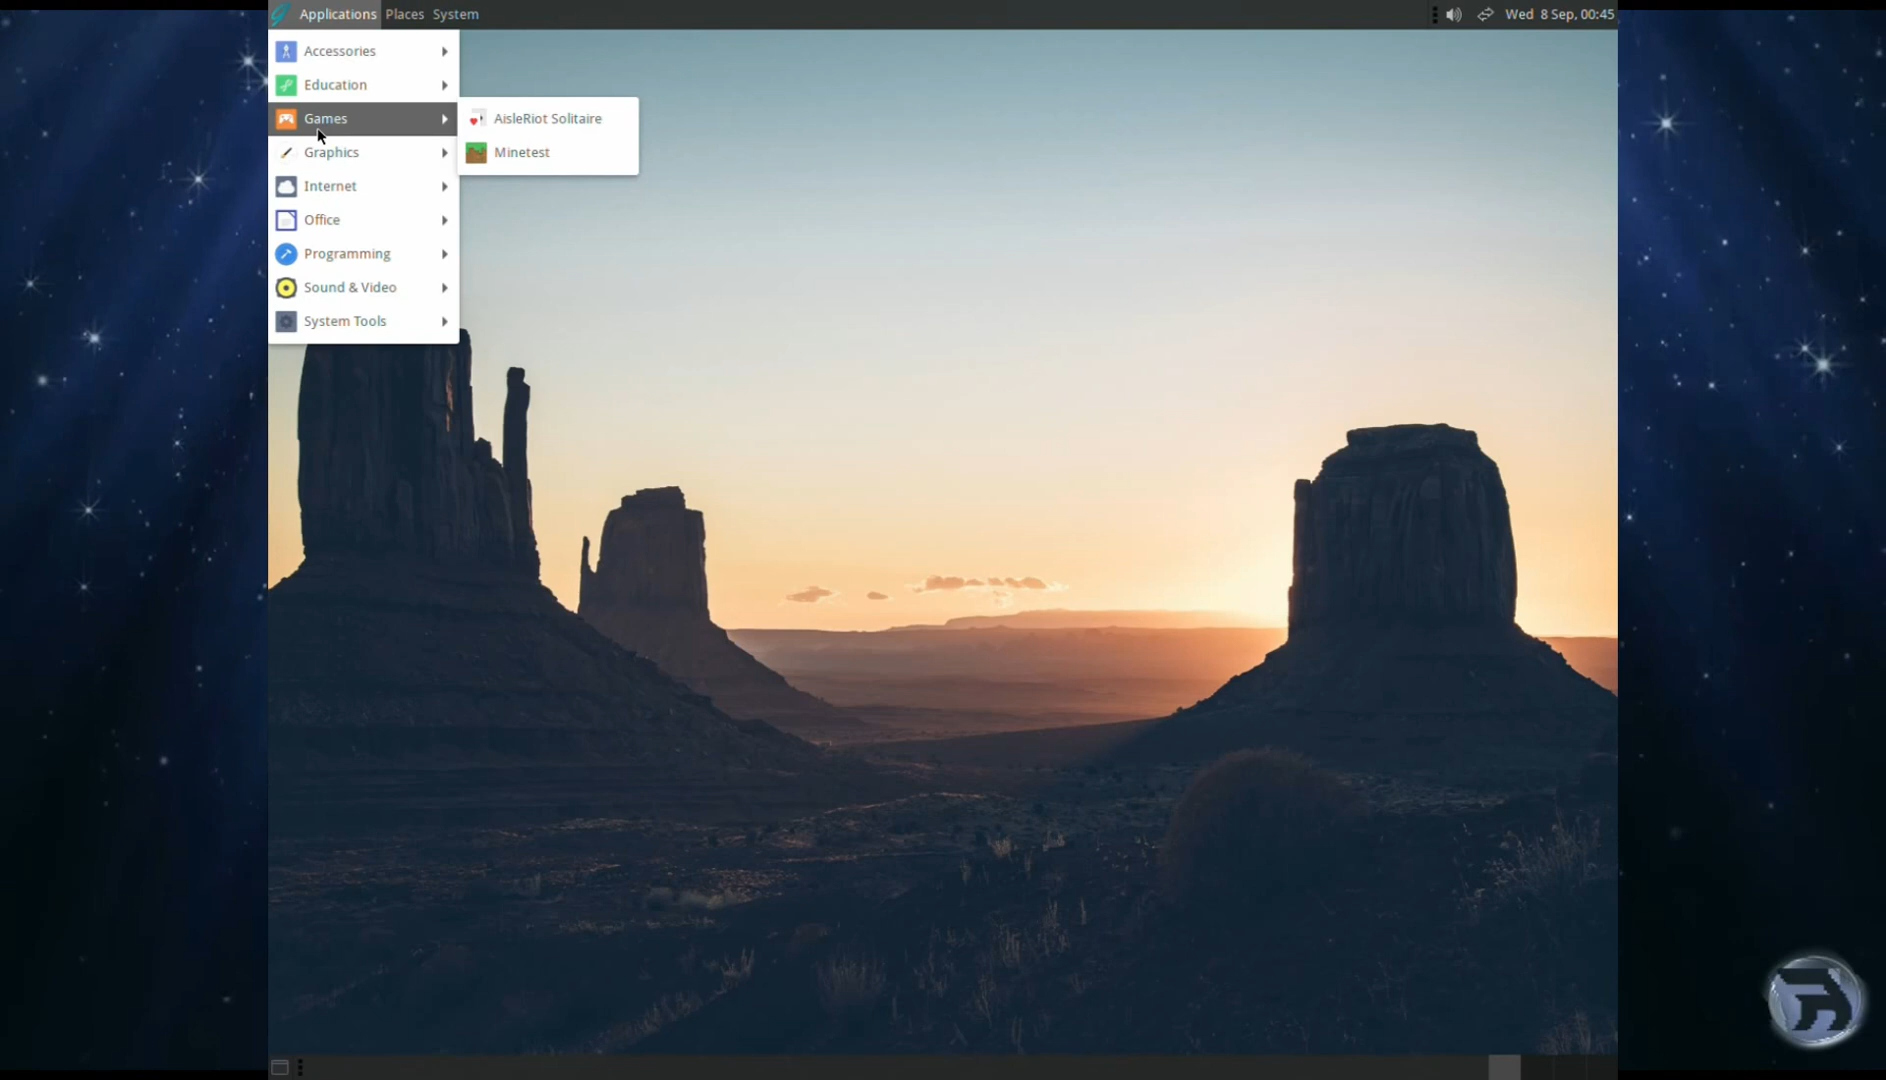 Applications Places System Wed 8 Sep, 00:45
Accessories
Education
Games
AisleRiot Solitaire
Graphics
Minetest
Internet
Office
Programming
Sound & Video
System Tools